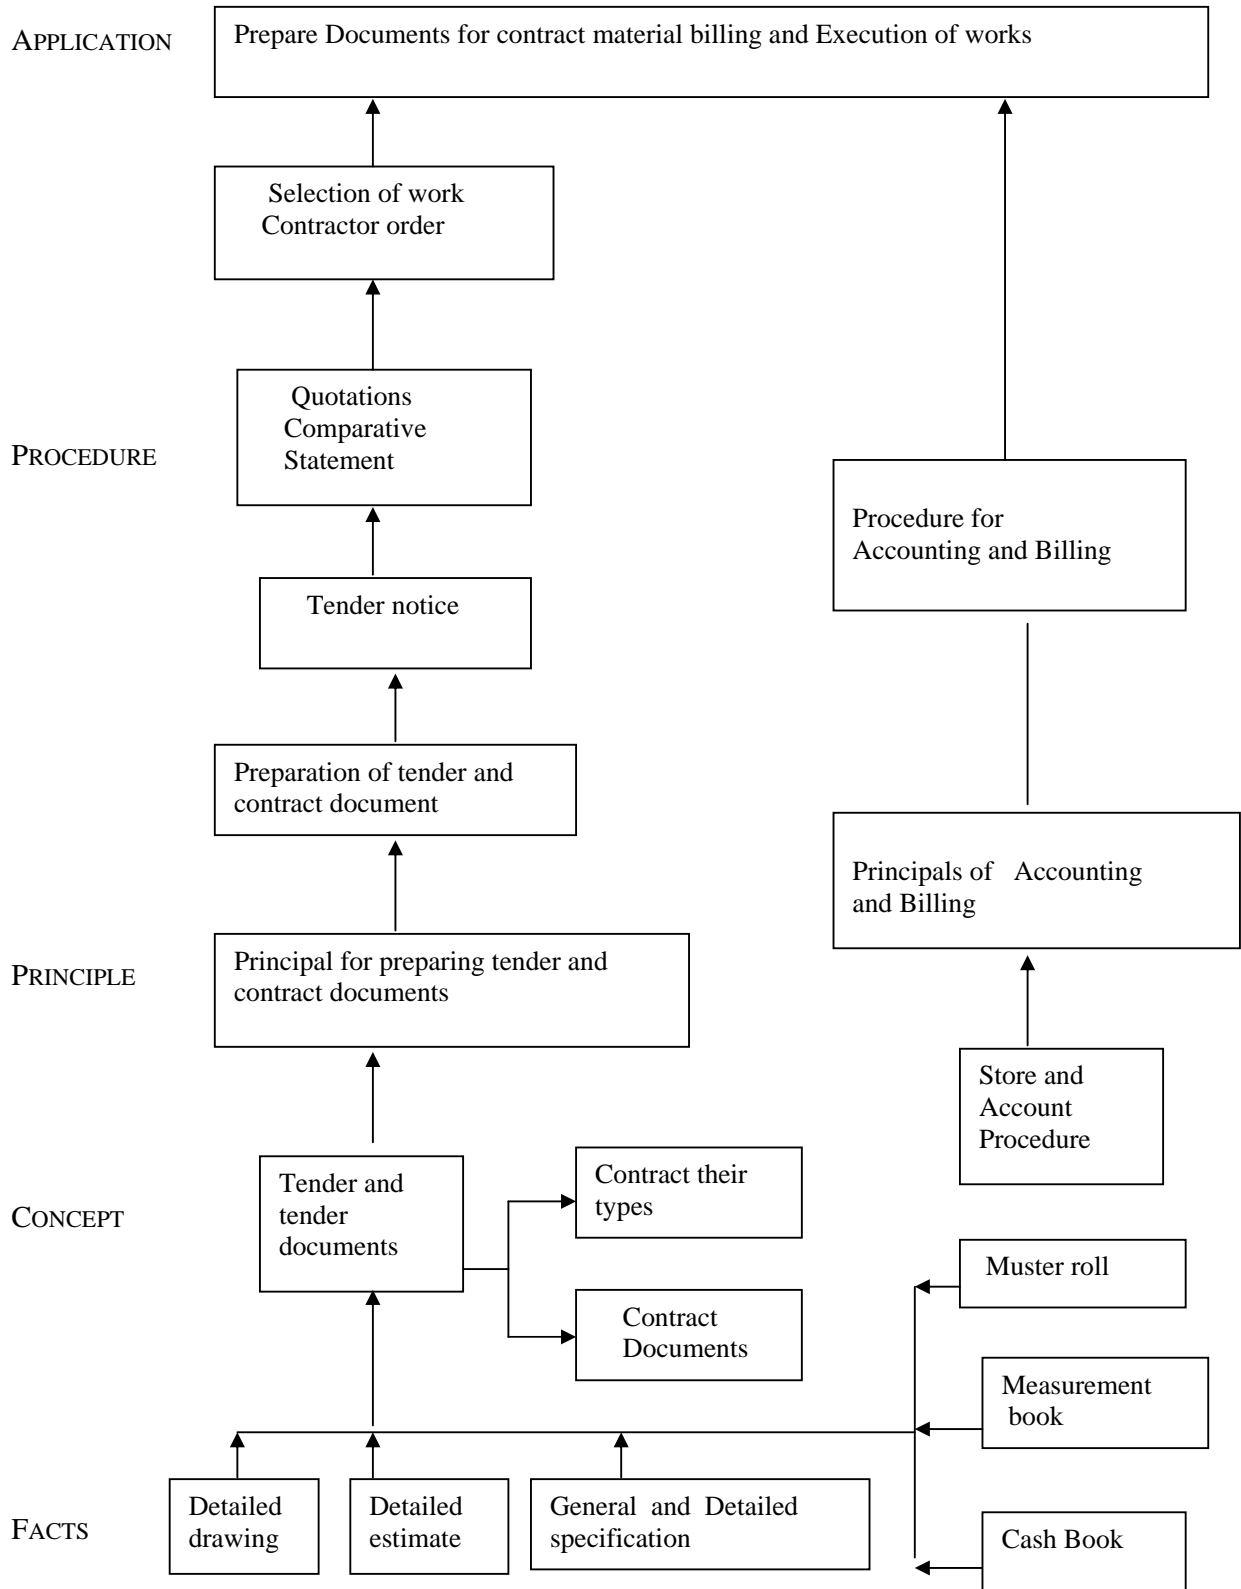 APPLICATION
Prepare Documents for contract material billing and Execution of works
Selection of work
Contractor order
Quotations
Comparative
Statement
PROCEDURE
Procedure for
Accounting and Billing
Tender notice
Preparation of tender and
contract document
Principals of Accounting
and Billing
PRINCIPLE
Principal for preparing tender and
contract documents
Store and
Account
Procedure
CONCEPT
Tender and
tender
documents
Contract their
types
Contract
Documents
Muster roll
Measurement
book
FACTS
Detailed
drawing
Detailed
estimate
General and Detailed
specification
Cash Book